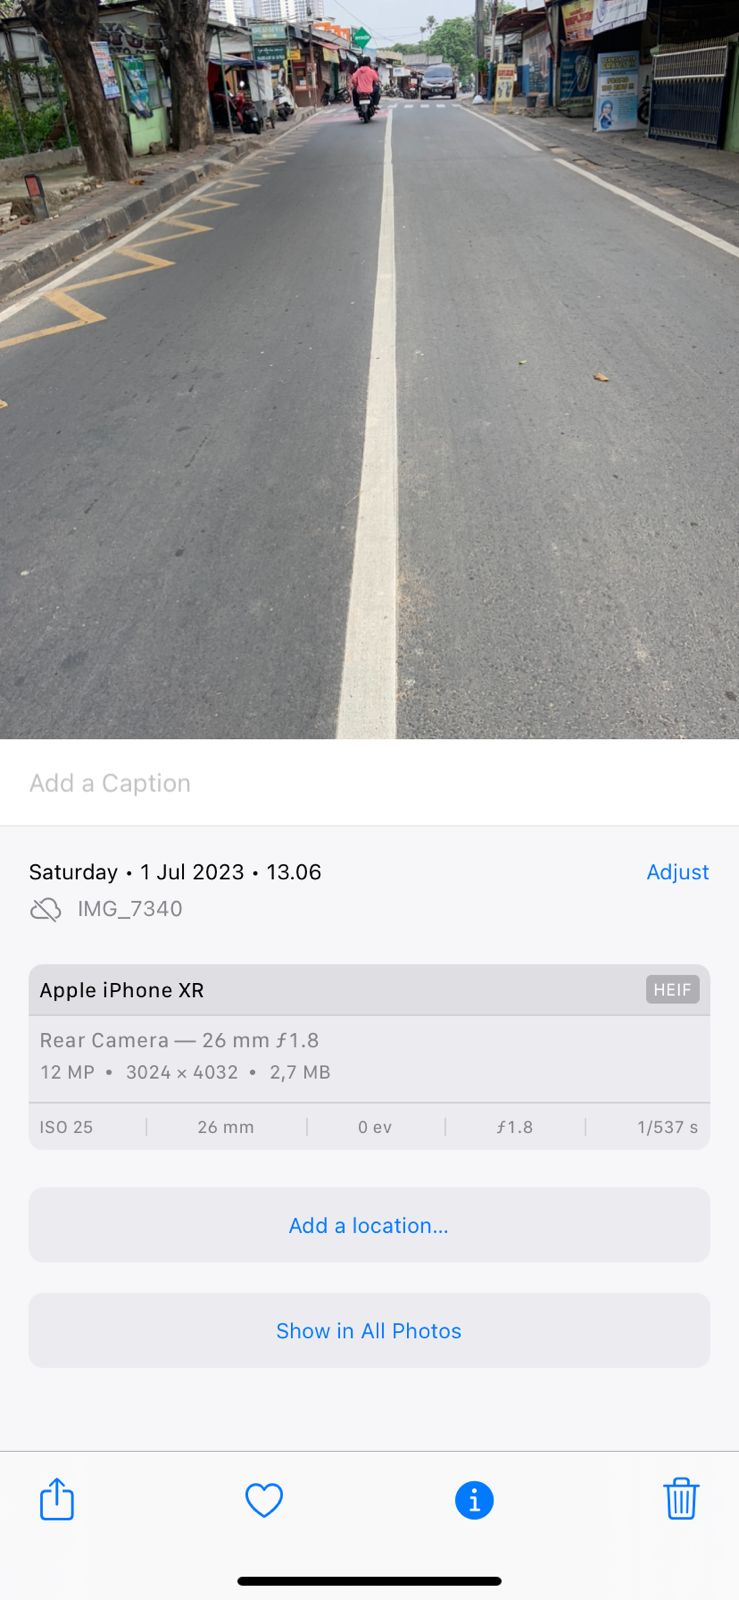 Add a Caption
Saturday • 1 Jul 2023 • 13.06
Adjust
IMG_7340
Apple iPhone XR
HEIF
Rear Camera — 26 mm ƒ1.8
12 MP • 3024 × 4032 • 2,7 MB
ISO 25 | 26 mm | 0 ev | ƒ1.8 | 1/537 s
Add a location...
Show in All Photos